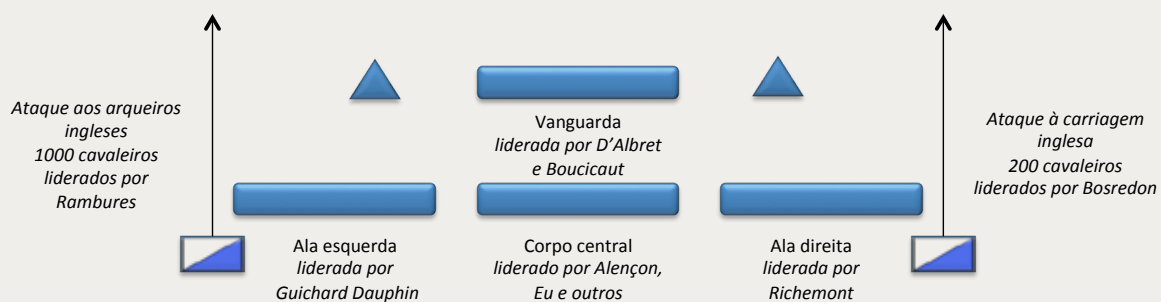 Ataque aos arqueiros
ingleses
1000 cavaleiros
liderados por
Rambures
Vanguarda
liderada por D’Albret
e Boucicaut
Ataque à carriagem
inglesa
200 cavaleiros
liderados por Bosredon
Ala esquerda
liderada por
Guichard Dauphin
Corpo central
liderado por Alençon,
Eu e outros
Ala direita
liderada por
Richemont